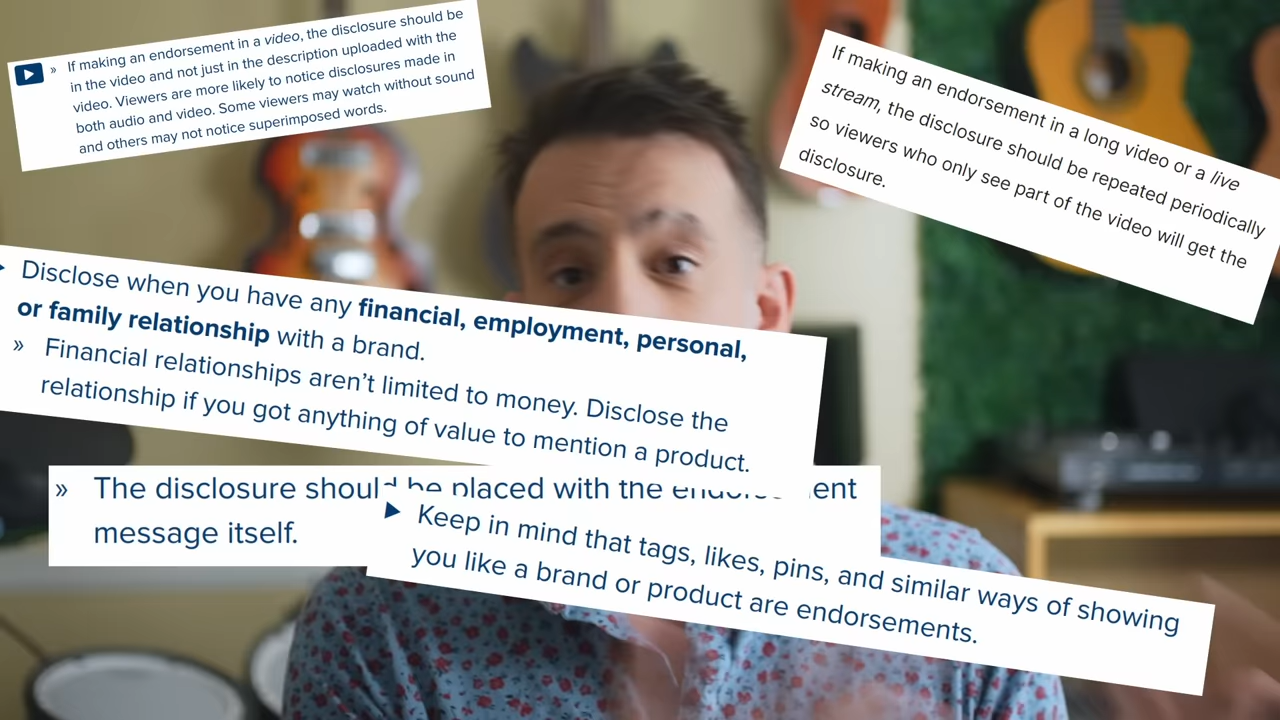 » If making an endorsement in a video, the disclosure should be
in the video and not just in the description uploaded with the
video. Viewers are more likely to notice disclosures made in
both audio and video. Some viewers may watch without sound
and others may not notice superimposed words.
If making an endorsement in a long video or a live
stream, the disclosure should be repeated periodically
so viewers who only see part of the video will get the
disclosure.
Disclose when you have any financial, employment, personal,
or family relationship with a brand.
» Financial relationships aren’t limited to money. Disclose the
relationship if you got anything of value to mention a product.
» The disclosure should be placed with the endorsement
message itself.
Keep in mind that tags, likes, pins, and similar ways of showing
you like a brand or product are endorsements.